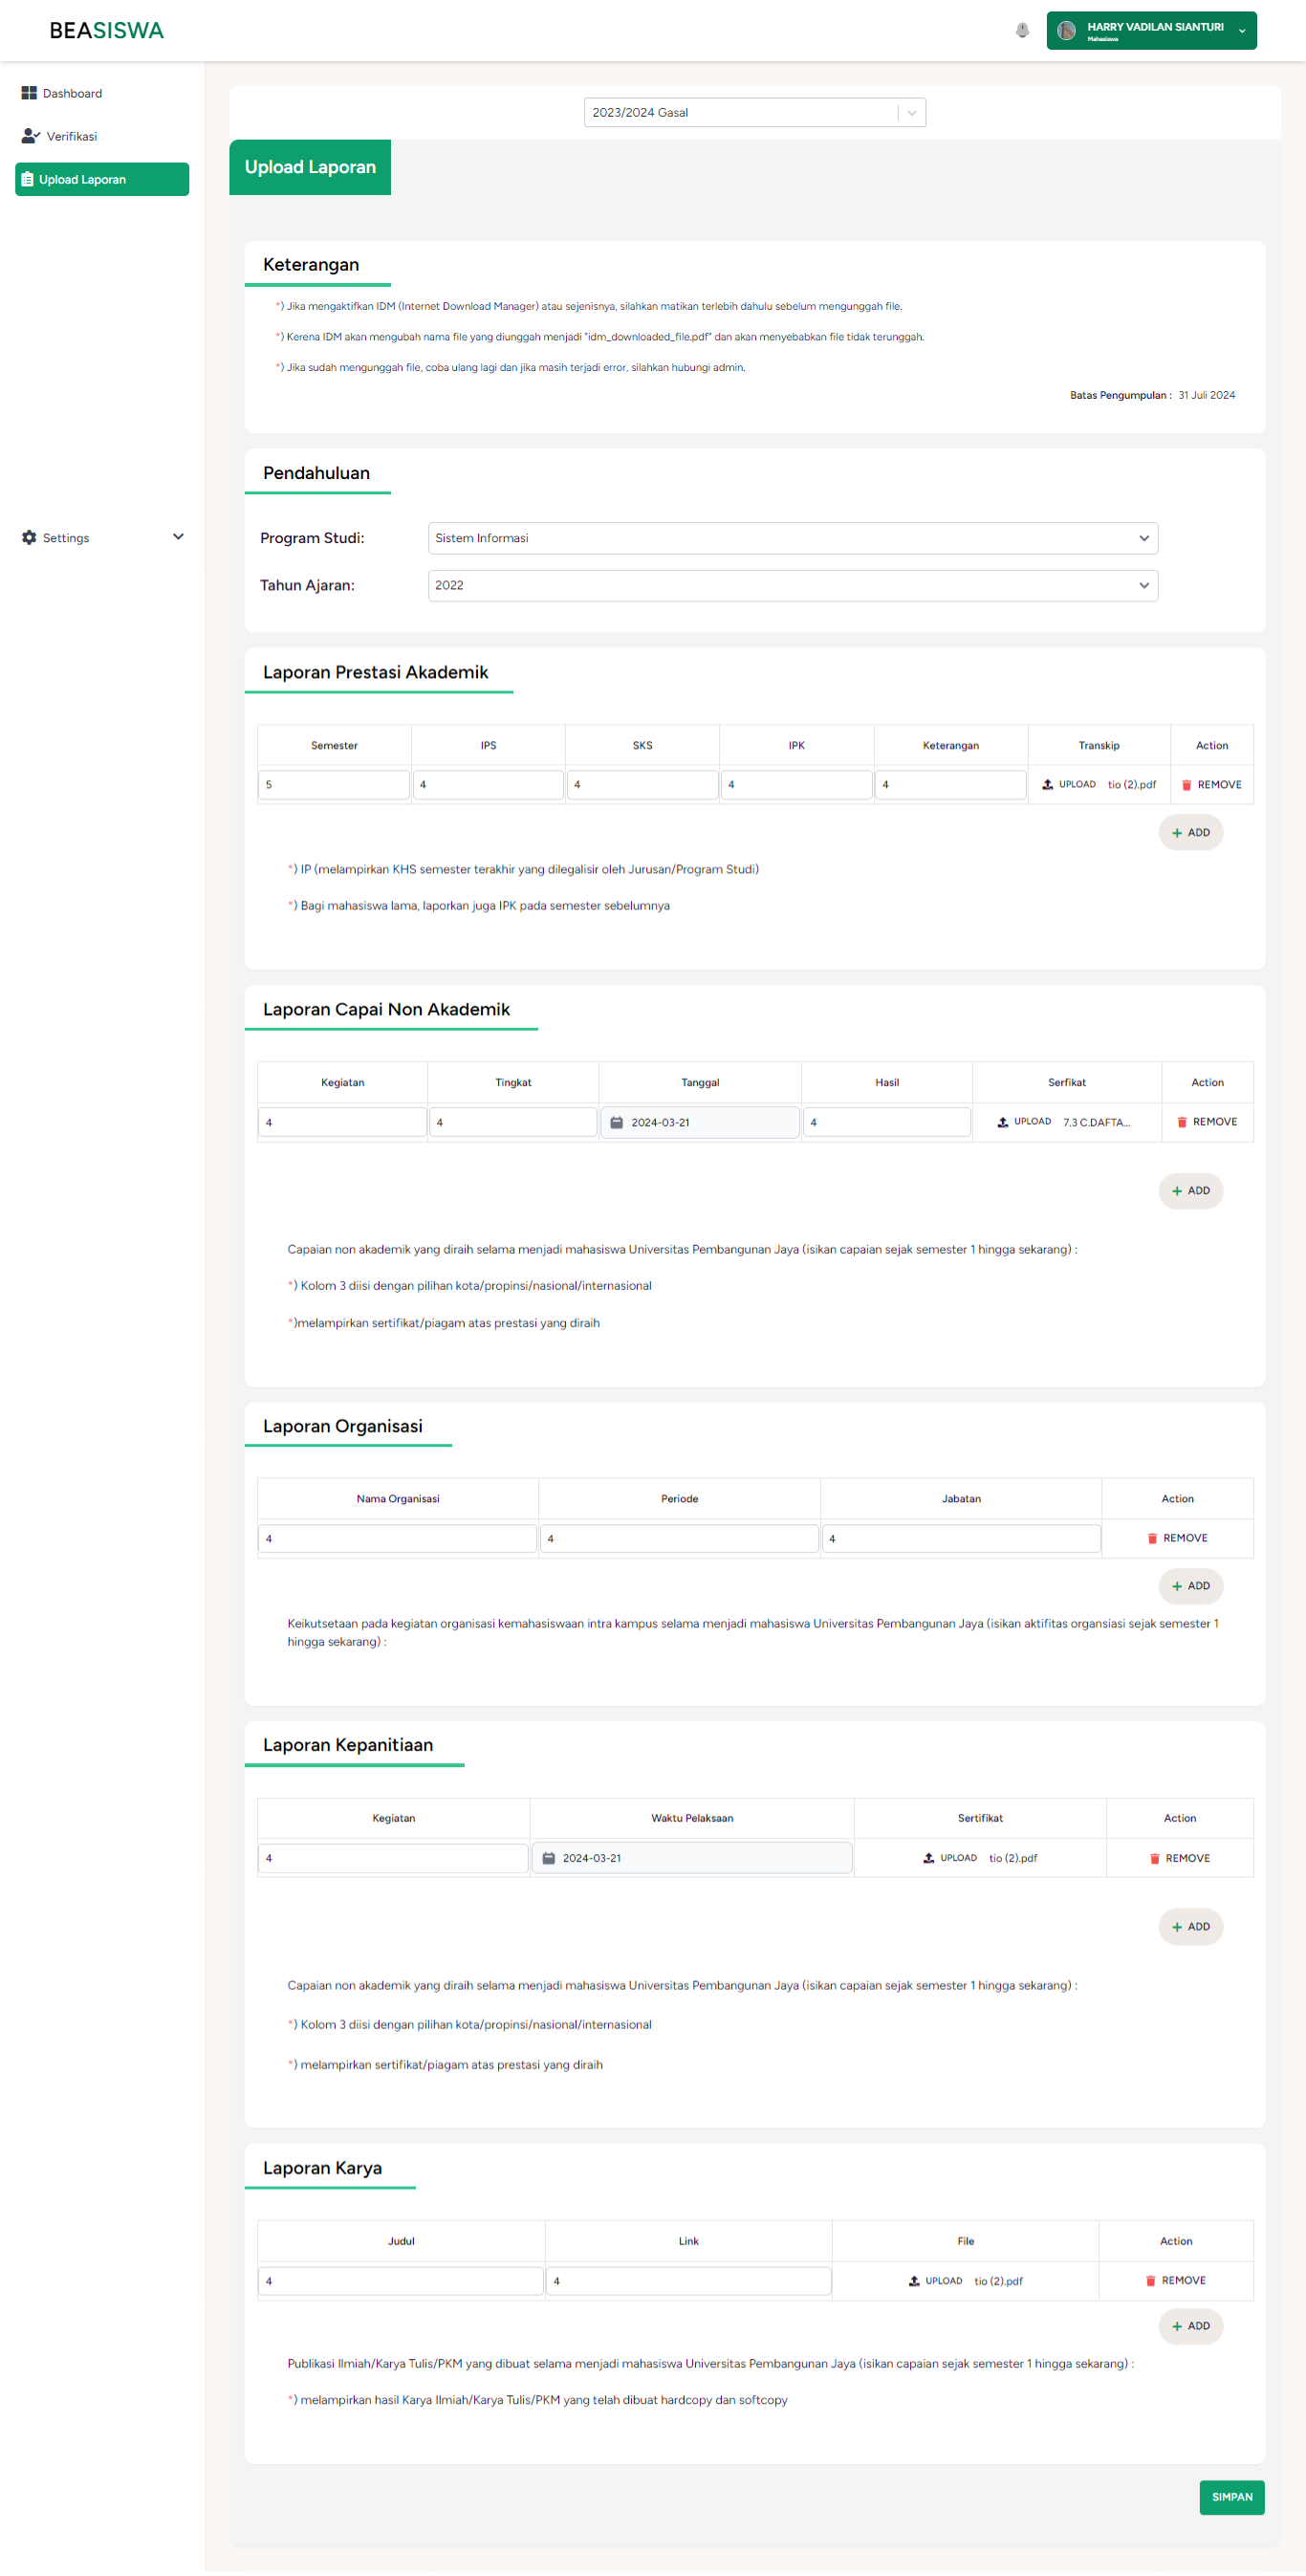 BEASISWA
HARRY VADILAN SIANTURI
Mahasiswa
Dashboard
Verifikasi
Upload Laporan
Settings
2023/2024 Gasal
Upload Laporan
Keterangan
*) Jika mengaktifkan IDM (Internet Download Manager) atau sejenisnya, silahkan matikan terlebih dahulu sebelum mengunggah file.
*) Kerena IDM akan mengubah nama file yang diunggah menjadi "idm_downloaded_file.pdf" dan akan menyebabkan file tidak terunggah.
*) Jika sudah mengunggah file, coba ulang lagi dan jika masih terjadi error, silahkan hubungi admin.
Batas Pengumpulan : 31 Juli 2024
Pendahuluan
Program Studi: Sistem Informasi
Tahun Ajaran: 2022
Laporan Prestasi Akademik
Semester IPS SKS IPK Keterangan Transkip Action
5 4 4 4 4 UPLOAD tio (2).pdf REMOVE
+ ADD
*) IP (melampirkan KHS semester terakhir yang dilegalisir oleh Jurusan/Program Studi)
*) Bagi mahasiswa lama, laporkan juga IPK pada semester sebelumnya
Laporan Capai Non Akademik
Kegiatan Tingkat Tanggal Hasil Serfikat Action
4 4 2024-03-21 4 UPLOAD 7.3 C.DAFTA... REMOVE
+ ADD
Capaian non akademik yang diraih selama menjadi mahasiswa Universitas Pembangunan Jaya (isikan capaian sejak semester 1 hingga sekarang) :
*) Kolom 3 diisi dengan pilihan kota/propinsi/nasional/internasional
*)melampirkan sertifikat/piagam atas prestasi yang diraih
Laporan Organisasi
Nama Organisasi Periode Jabatan Action
4 4 4 REMOVE
+ ADD
Keikutsetaan pada kegiatan organisasi kemahasiswaan intra kampus selama menjadi mahasiswa Universitas Pembangunan Jaya (isikan aktifitas organsiasi sejak semester 1
hingga sekarang) :
Laporan Kepanitiaan
Kegiatan Waktu Pelaksaan Sertifikat Action
4 2024-03-21 UPLOAD tio (2).pdf REMOVE
+ ADD
Capaian non akademik yang diraih selama menjadi mahasiswa Universitas Pembangunan Jaya (isikan capaian sejak semester 1 hingga sekarang) :
*) Kolom 3 diisi dengan pilihan kota/propinsi/nasional/internasional
*) melampirkan sertifikat/piagam atas prestasi yang diraih
Laporan Karya
Judul Link File Action
4 4 UPLOAD tio (2).pdf REMOVE
+ ADD
Publikasi Ilmiah/Karya Tulis/PKM yang dibuat selama menjadi mahasiswa Universitas Pembangunan Jaya (isikan capaian sejak semester 1 hingga sekarang) :
*) melampirkan hasil Karya Ilmiah/Karya Tulis/PKM yang telah dibuat hardcopy dan softcopy
SIMPAN